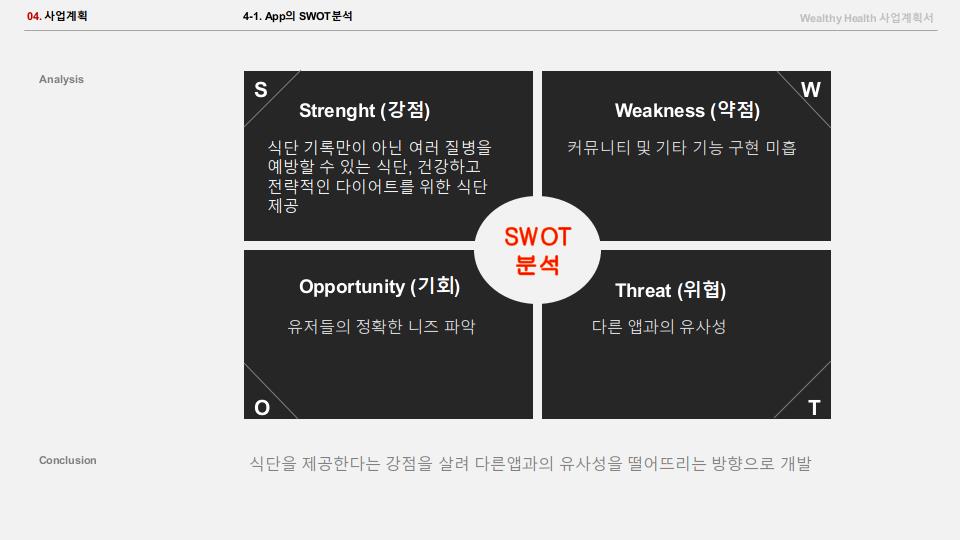 04. 사업계획
4-1. App의 SWOT분석
Wealthy Health 사업계획서
Analysis
S
Strenght (강점)
식단 기록만이 아닌 여러 질병을
예방할 수 있는 식단, 건강하고
전략적인 다이어트를 위한 식단
제공
W
Weakness (약점)
커뮤니티 및 기타 기능 구현 미흡
SWOT
분석
Opportunity (기회)
유저들의 정확한 니즈 파악
O
Threat (위협)
다른 앱과의 유사성
T
Conclusion
식단을 제공한다는 강점을 살려 다른앱과의 유사성을 떨어뜨리는 방향으로 개발